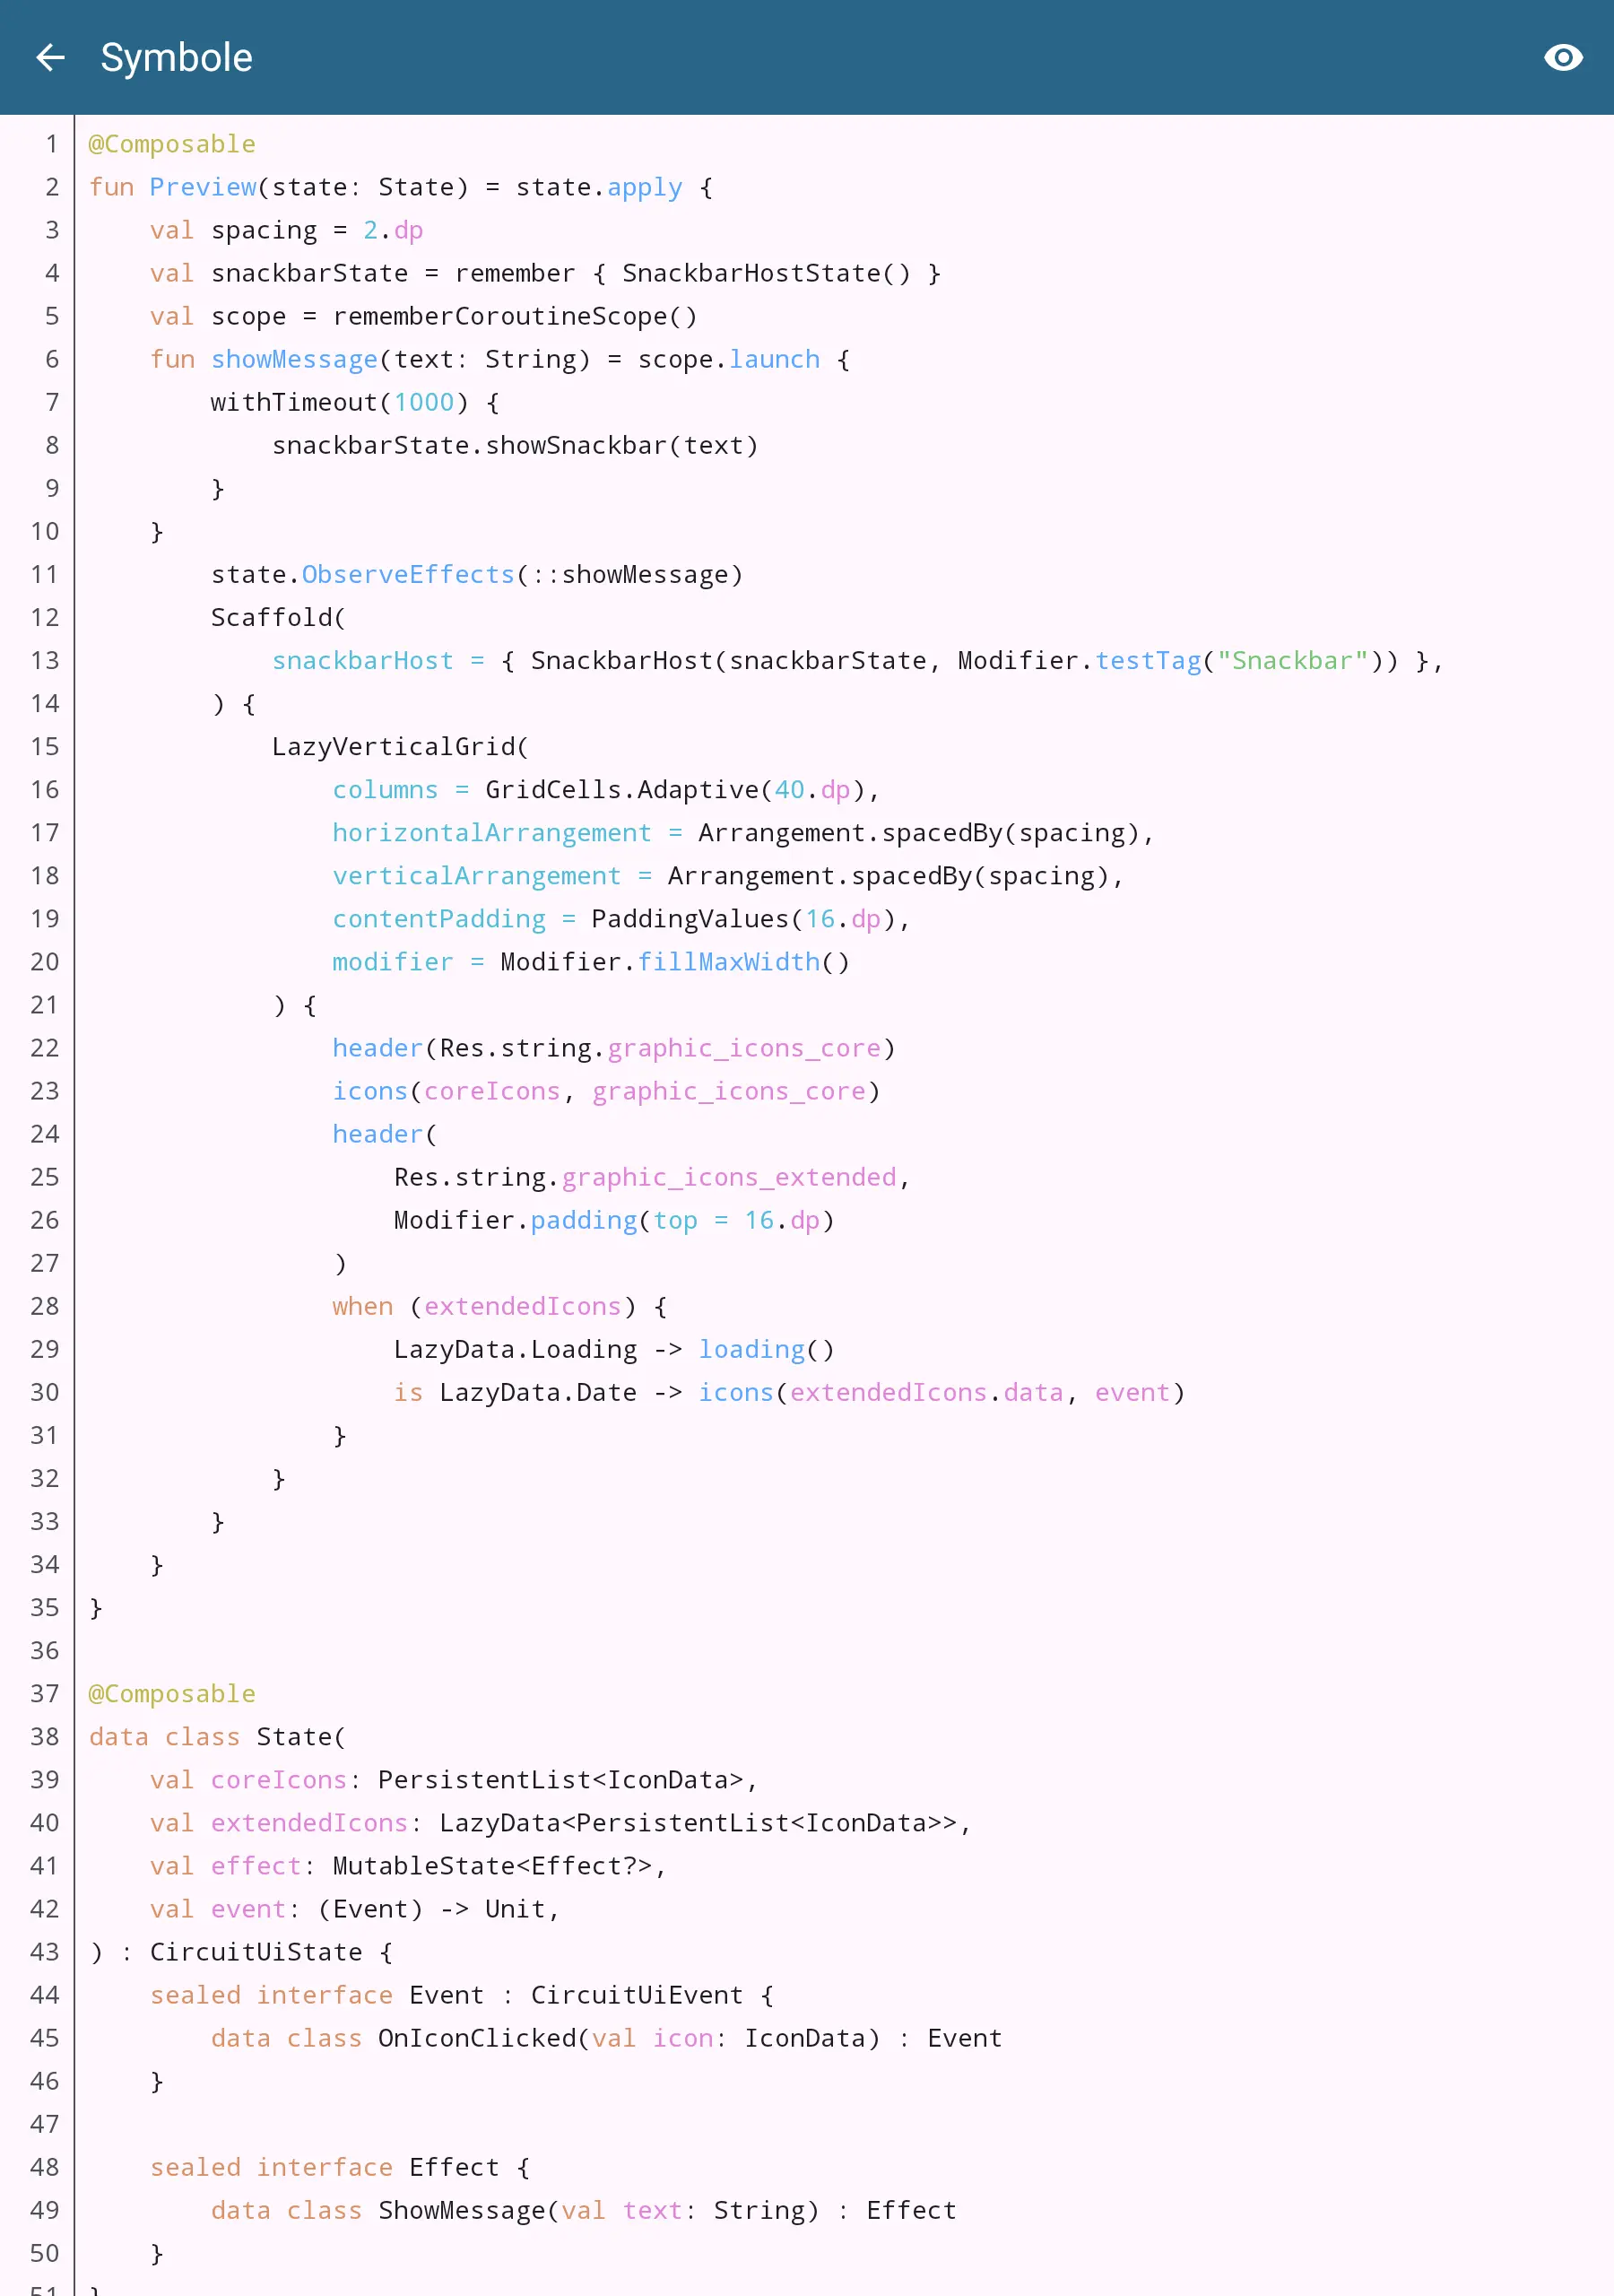 Symbole
1 @Composable
2 fun Preview(state: State) = state.apply {
3     val spacing = 2.dp
4     val snackbarState = remember { SnackbarHostState() }
5     val scope = rememberCoroutineScope()
6     fun showMessage(text: String) = scope.launch {
7         withTimeout(1000) {
8             snackbarState.showSnackbar(text)
9         }
10     }
11         state.ObserveEffects(::showMessage)
12         Scaffold(
13             snackbarHost = { SnackbarHost(snackbarState, Modifier.testTag("Snackbar")) },
14         ) {
15             LazyVerticalGrid(
16                 columns = GridCells.Adaptive(40.dp),
17                 horizontalArrangement = Arrangement.spacedBy(spacing),
18                 verticalArrangement = Arrangement.spacedBy(spacing),
19                 contentPadding = PaddingValues(16.dp),
20                 modifier = Modifier.fillMaxWidth()
21             ) {
22                 header(Res.string.graphic_icons_core)
23                 icons(coreIcons, graphic_icons_core)
24                 header(
25                     Res.string.graphic_icons_extended,
26                     Modifier.padding(top = 16.dp)
27                 )
28                 when (extendedIcons) {
29                     LazyData.Loading -> loading()
30                     is LazyData.Date -> icons(extendedIcons.data, event)
31                 }
32             }
33         }
34     }
35 }
36
37 @Composable
38 data class State(
39     val coreIcons: PersistentList<IconData>,
40     val extendedIcons: LazyData<PersistentList<IconData>>,
41     val effect: MutableState<Effect?>,
42     val event: (Event) -> Unit,
43 ) : CircuitUiState {
44     sealed interface Event : CircuitUiEvent {
45         data class OnIconClicked(val icon: IconData) : Event
46     }
47
48     sealed interface Effect {
49         data class ShowMessage(val text: String) : Effect
50     }
51 }